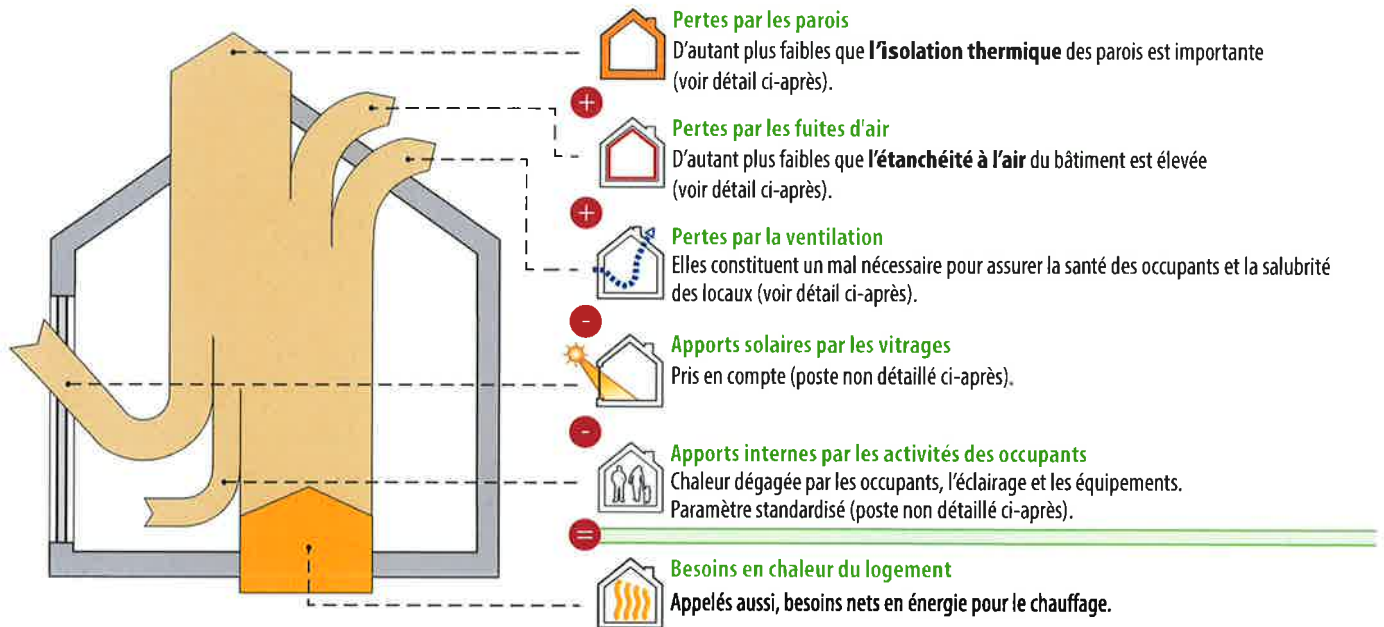 Pertes par les parois
D'autant plus faibles que l'isolation thermique des parois est importante
(voir détail ci-après).
+
Pertes par les fuites d'air
D'autant plus faibles que l'étanchéité à l'air du bâtiment est élevée
(voir détail ci-après).
+
Pertes par la ventilation
Elles constituent un mal nécessaire pour assurer la santé des occupants et la salubrité
des locaux (voir détail ci-après).
-
Apports solaires par les vitrages
Pris en compte (poste non détaillé ci-après).
-
Apports internes par les activités des occupants
Chaleur dégagée par les occupants, l'éclairage et les équipements.
Paramètre standardisé (poste non détaillé ci-après).
=
Besoins en chaleur du logement
Appelés aussi, besoins nets en énergie pour le chauffage.